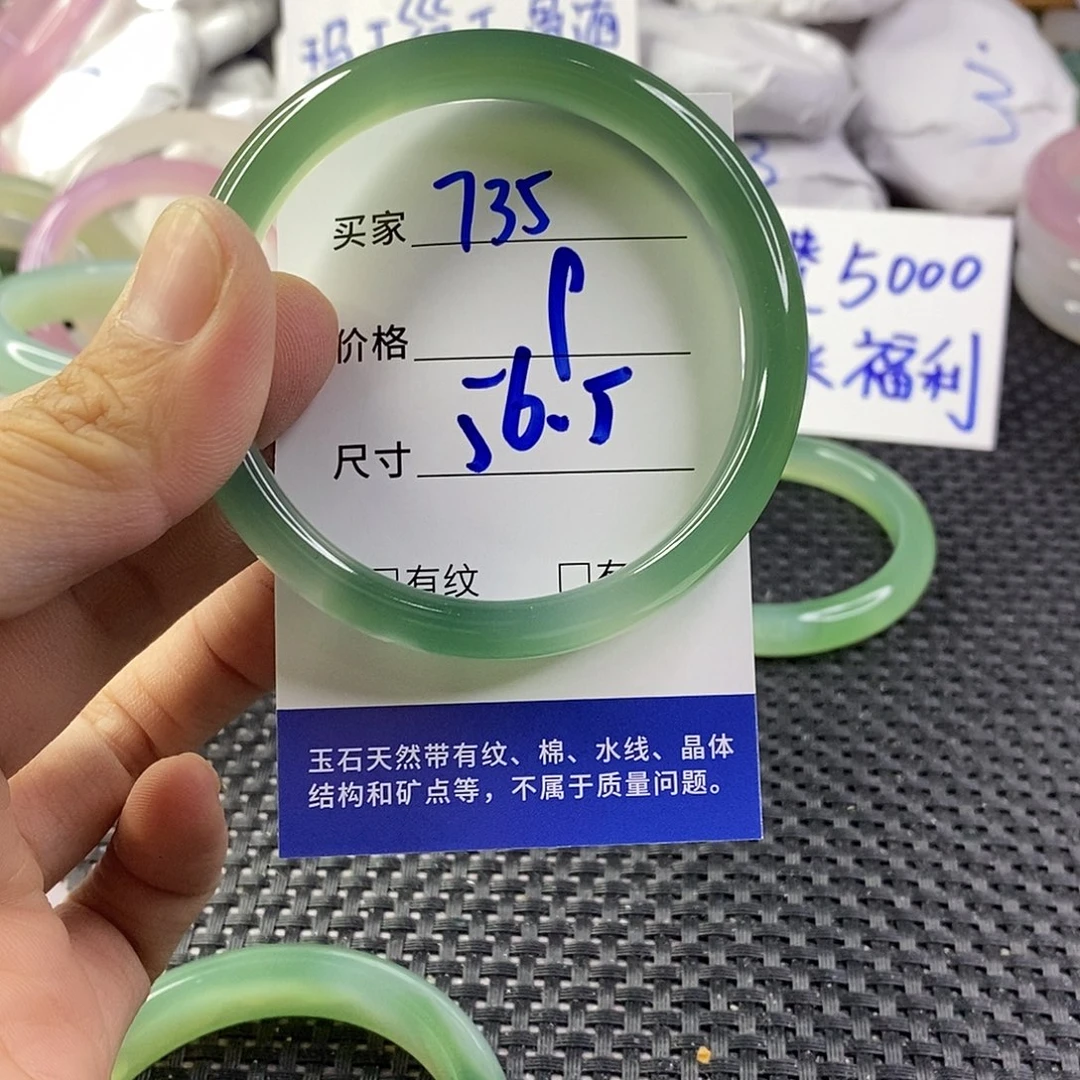 买家 735
价格
尺寸 56.5
有纹
玉石天然带有纹、棉、水线、晶体
结构和矿点等，不属于质量问题。
5000
福利